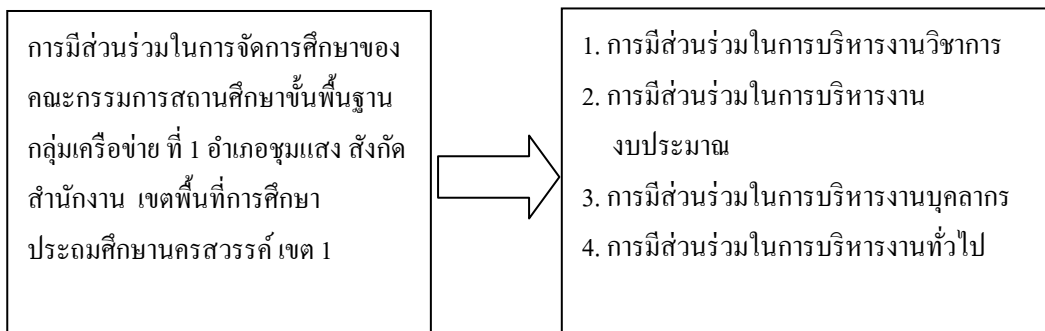 การมีส่วนร่วมในการจัดการศึกษาของ
คณะกรรมการสถานศึกษาขั้นพื้นฐาน
กลุ่มเครือข่าย ที่ 1 อำเภอชุมแสง สังกัด
สำนักงาน เขตพื้นที่การศึกษา
ประถมศึกษานครสวรรค์ เขต 1
1. การมีส่วนร่วมในการบริหารงานวิชาการ
2. การมีส่วนร่วมในการบริหารงาน
งบประมาณ
3. การมีส่วนร่วมในการบริหารงานบุคลากร
4. การมีส่วนร่วมในการบริหารงานทั่วไป